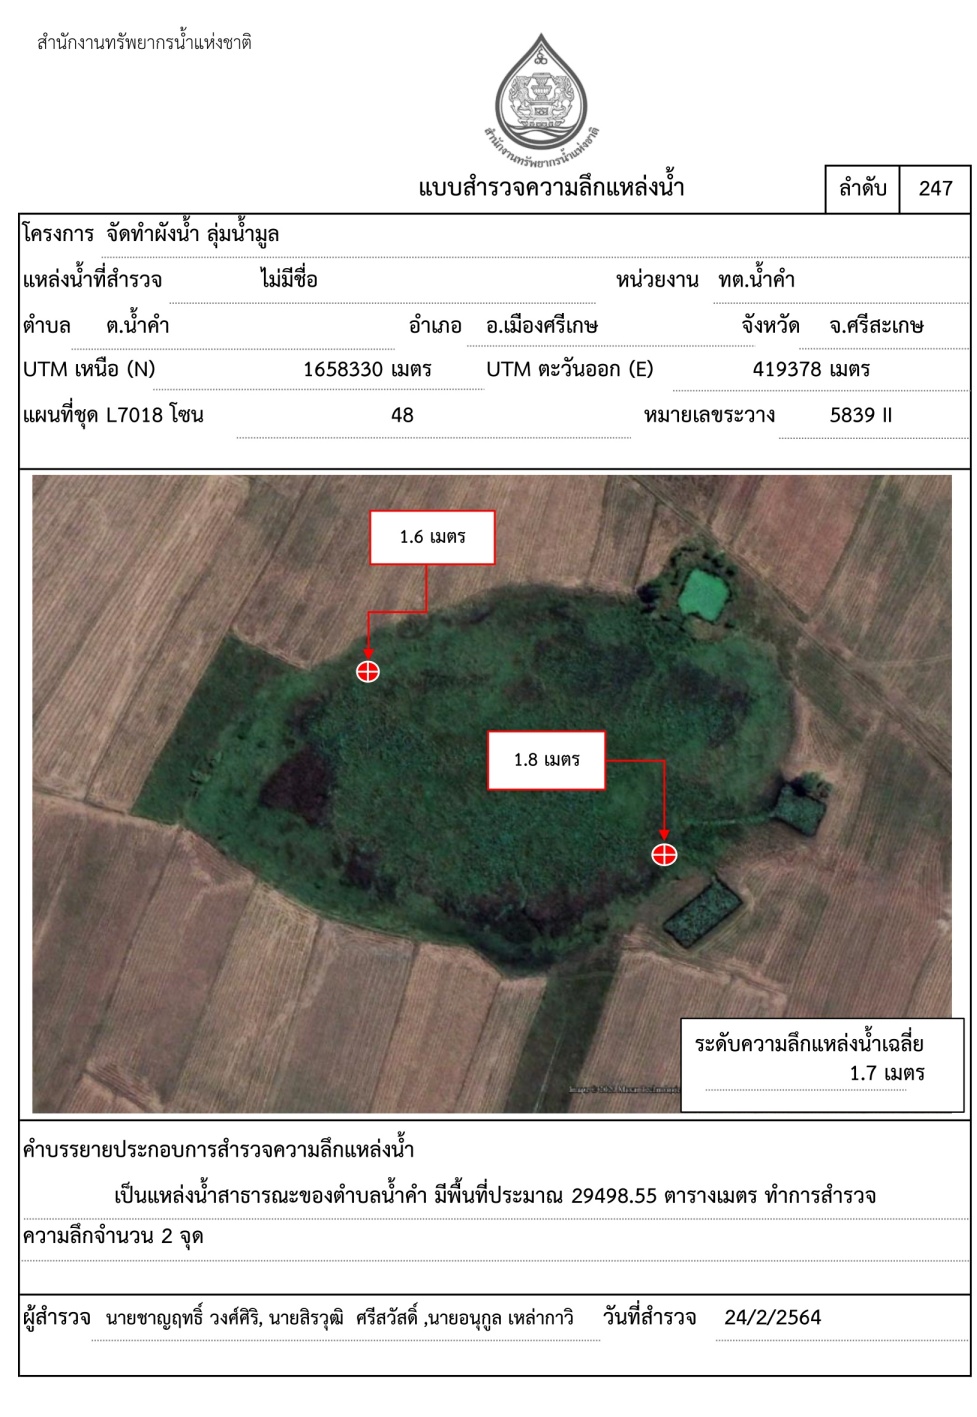 สำนักงานทรัพยากรน้ำแห่งชาติ
สำนักงานทรัพยากรน้ำแห่งชาติ
แบบสำรวจความลึกแหล่งน้ำ
ลำดับ 247
โครงการ จัดทำผังน้ำ ลุ่มน้ำมูล
แหล่งน้ำที่สำรวจ ไม่มีชื่อ หน่วยงาน ทต.น้ำคำ
ตำบล ต.น้ำคำ อำเภอ อ.เมืองศรีเกษ จังหวัด จ.ศรีสะเกษ
UTM เหนือ (N) 1658330 เมตร UTM ตะวันออก (E) 419378 เมตร
แผนที่ชุด L7018 โซน 48 หมายเลขระวาง 5839 II
1.6 เมตร
1.8 เมตร
ระดับความลึกแหล่งน้ำเฉลี่ย
1.7 เมตร
คำบรรยายประกอบการสำรวจความลึกแหล่งน้ำ
เป็นแหล่งน้ำสาธารณะของตำบลน้ำคำ มีพื้นที่ประมาณ 29498.55 ตารางเมตร ทำการสำรวจ
ความลึกจำนวน 2 จุด
ผู้สำรวจ นายชาญฤทธิ์ วงศ์ศิริ, นายสิรวุฒิ ศรีสวัสดิ์ ,นายอนุกูล เหล่ากาวิ วันที่สำรวจ 24/2/2564